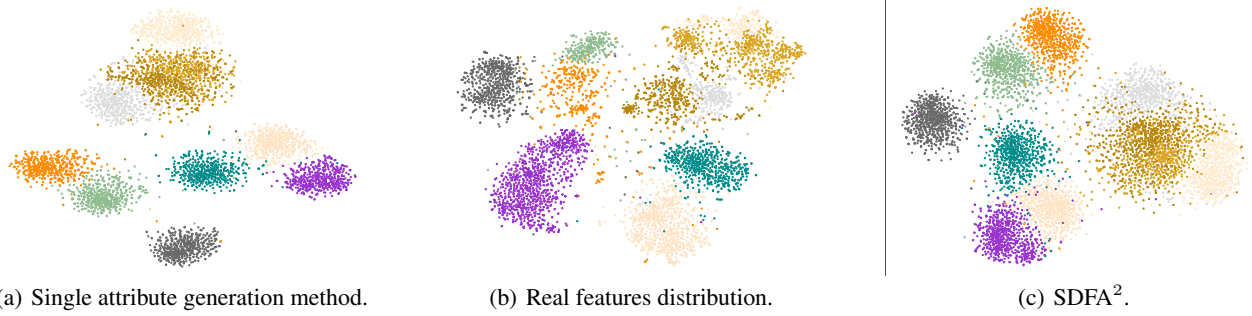 a) Single attribute generation method.
(b) Real features distribution.
(c) SDFA².